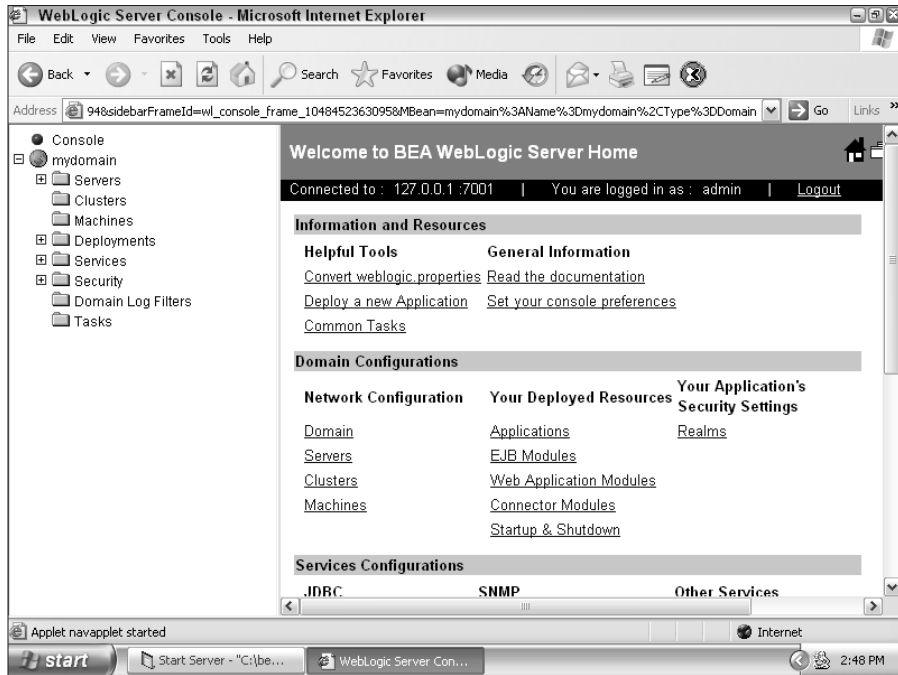 WebLogic Server Console - Microsoft Internet Explorer
File Edit View Favorites Tools Help
Back Search Favorites Media
Address 94&sidebarFrameId=wl_console_frame_1048452363095&MBean=mydomain%3AName%3Dmydomain%2CType%3DDomain Go Links »
Console
mydomain
Servers
Clusters
Machines
Deployments
Services
Security
Domain Log Filters
Tasks
Welcome to BEA WebLogic Server Home
Connected to : 127.0.0.1 :7001 | You are logged in as : admin | Logout
Information and Resources
Helpful Tools General Information
Convert weblogic.properties Read the documentation
Deploy a new Application Set your console preferences
Common Tasks
Domain Configurations
Network Configuration Your Deployed Resources Your Application's Security Settings
Domain Applications Realms
Servers EJB Modules
Clusters Web Application Modules
Machines Connector Modules
Startup & Shutdown
Services Configurations
JDBC SNMP Other Services
Applet navapplet started Internet
start Start Server - "C:\be... WebLogic Server Con... 2:48 PM